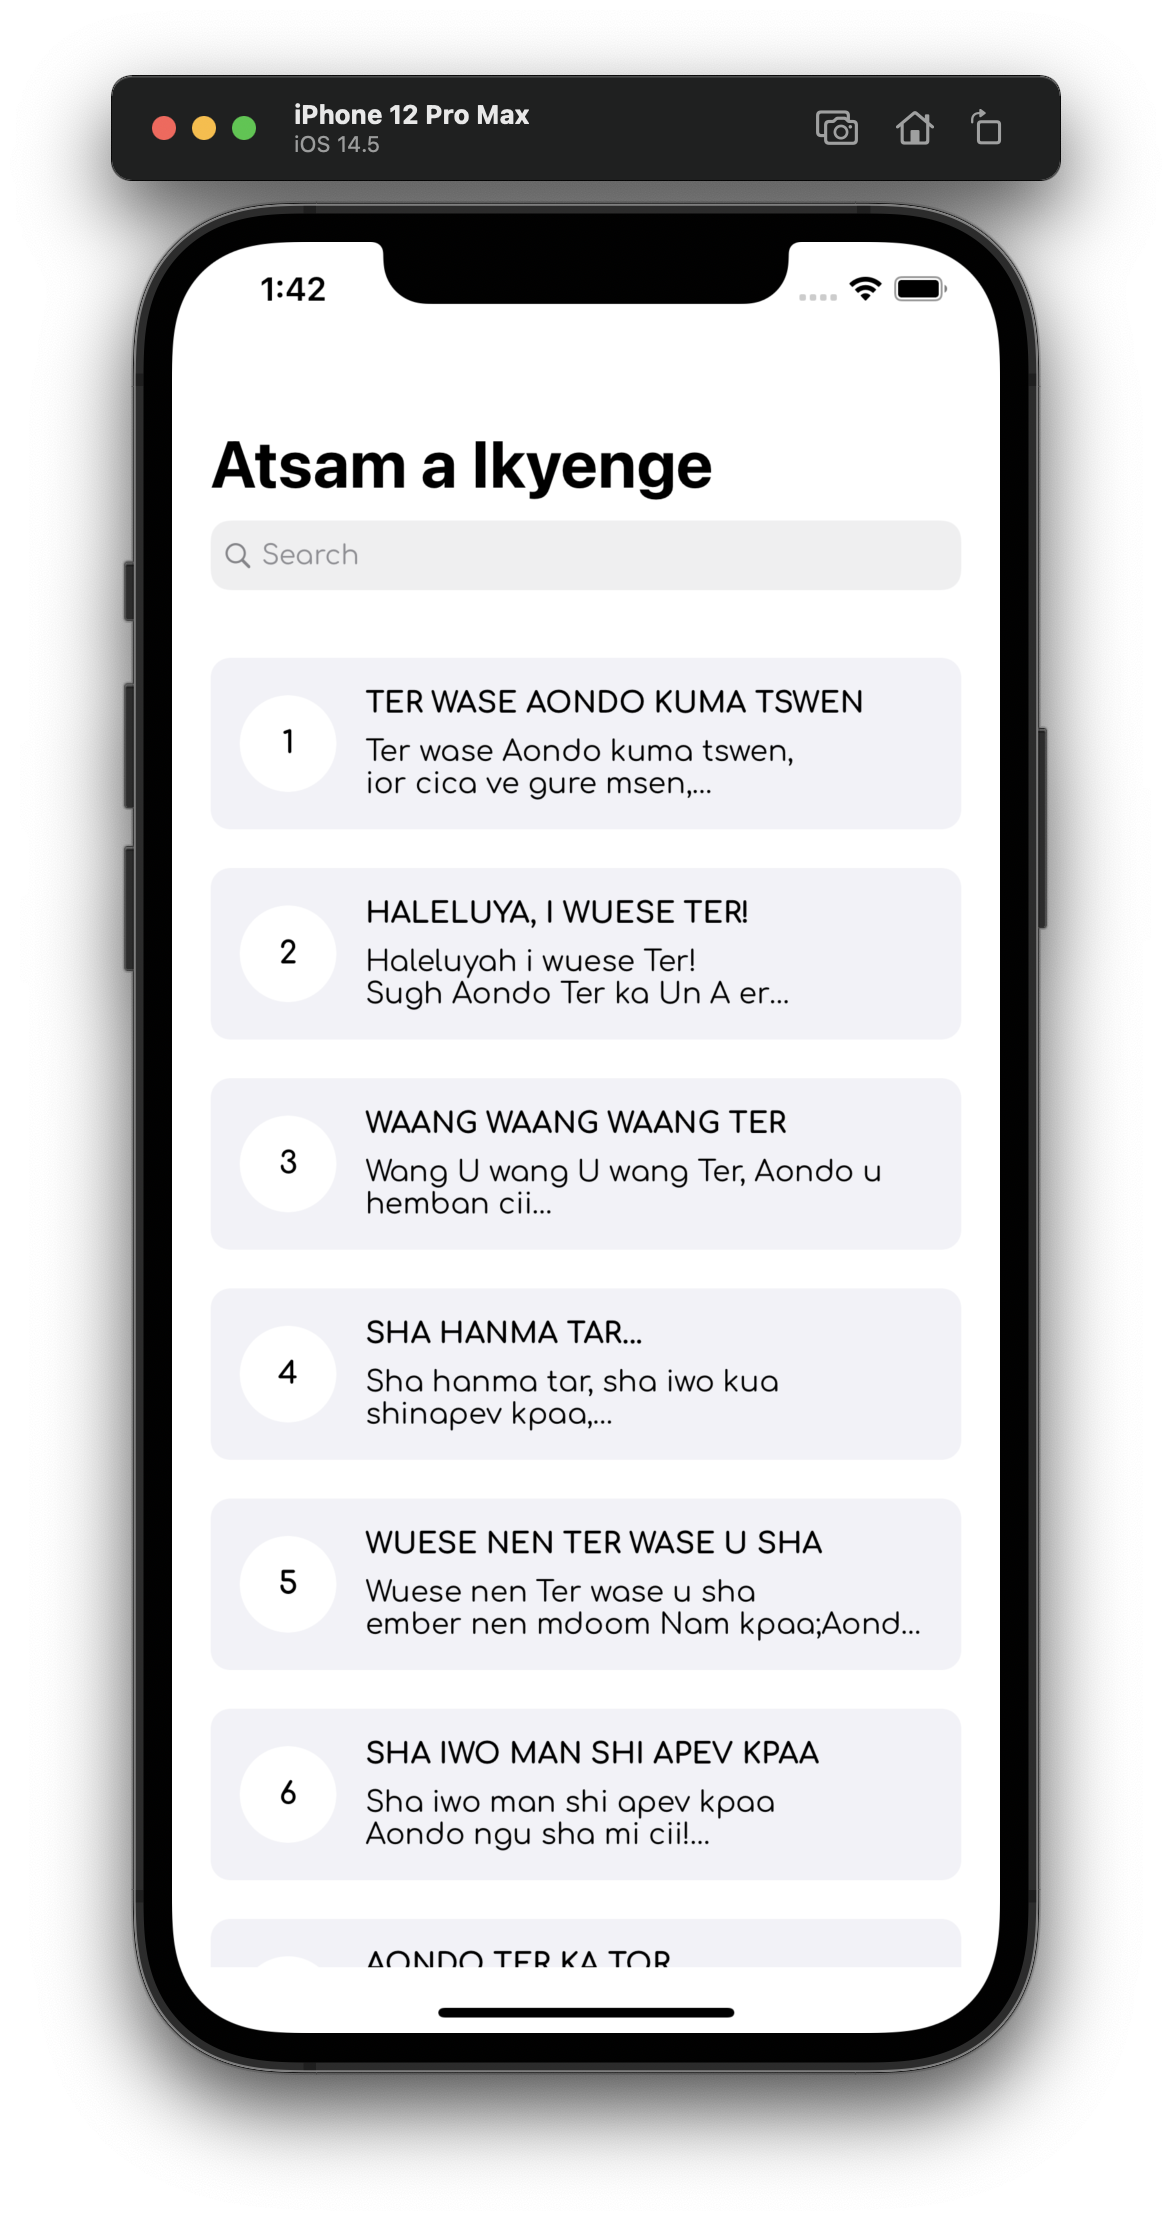 iPhone 12 Pro Max
iOS 14.5
1:42
Atsam a Ikyenge
Search
1
TER WASE AONDO KUMA TSWEN
Ter wase Aondo kuma tswen,
ior cica ve gure msen,...
2
HALELUYA, I WUESE TER!
Haleluyah i wuese Ter!
Sugh Aondo Ter ka Un A er...
3
WAANG WAANG WAANG TER
Wang U wang U wang Ter, Aondo u
hemban cii...
4
SHA HANMA TAR...
Sha hanma tar, sha iwo kua
shinapev kpaa,...
5
WUESE NEN TER WASE U SHA
Wuese nen Ter wase u sha
ember nen mdoom Nam kpaa;Aond...
6
SHA IWO MAN SHI APEV KPAA
Sha iwo man shi apev kpaa
Aondo ngu sha mi cii!...
AONDO TER KA TOR